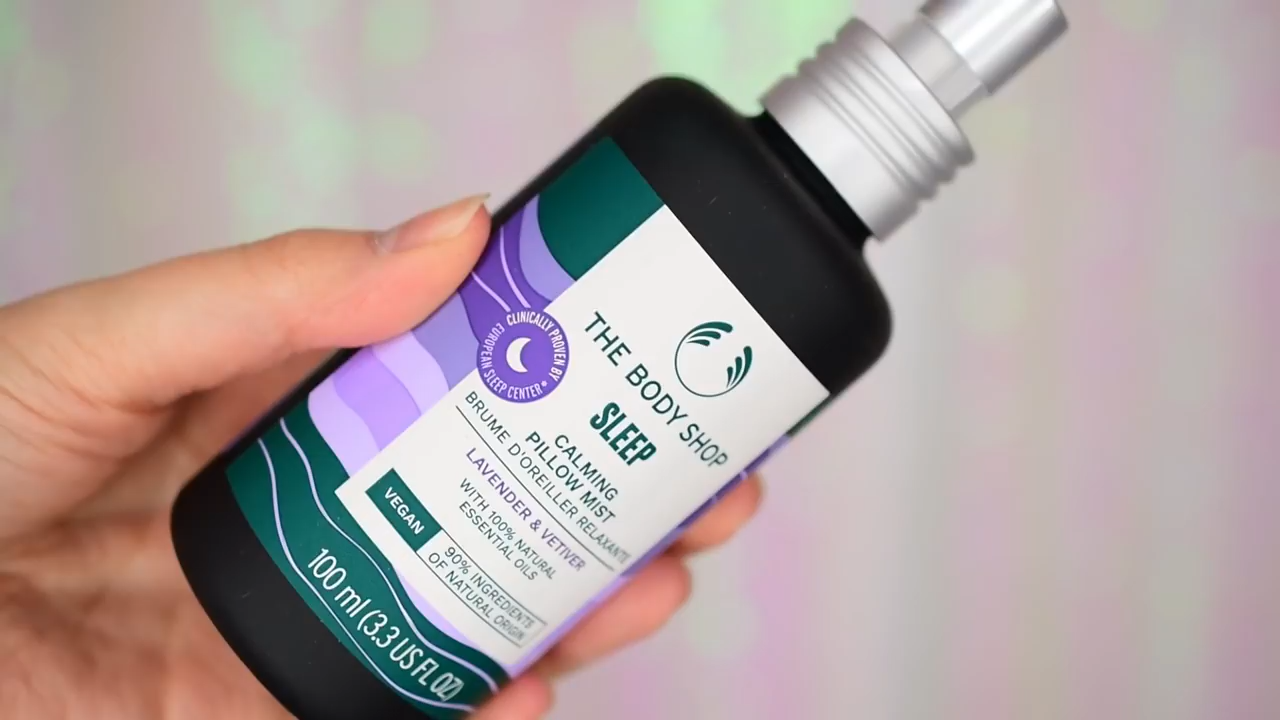 THE BODY SHOP
SLEEP
CALMING
PILLOW MIST
BRUME D'OREILLER RELAXANTE
LAVENDER & VETIVER
WITH 100% NATURAL
ESSENTIAL OILS
VEGAN
90% INGREDIENTS
OF NATURAL ORIGIN
CLINICALLY PROVEN BY
EUROPEAN SLEEP CENTER®
100 ml (3.3 US FL OZ)